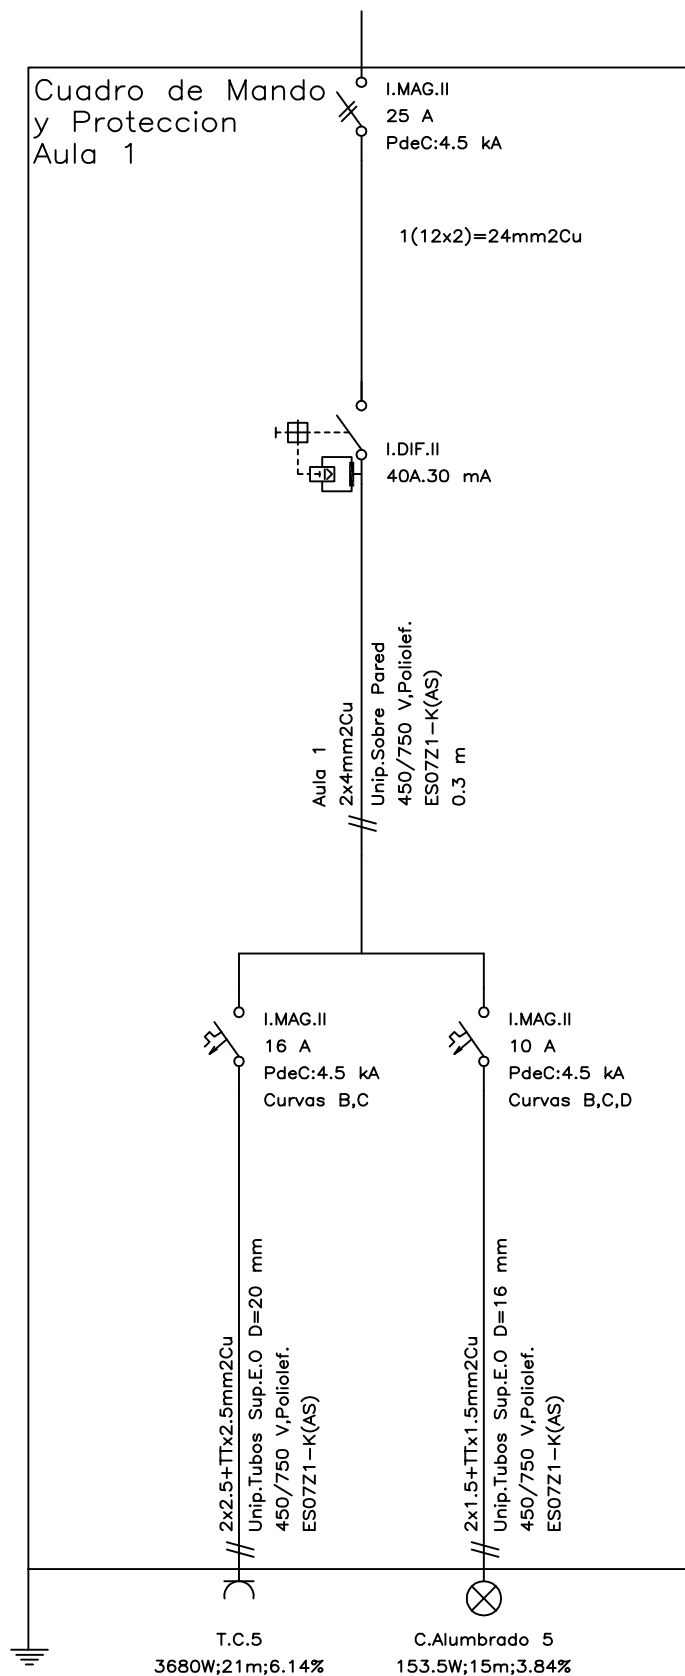 Cuadro de Mando
y Proteccion
Aula 1
I.MAG.II
25 A
PdeC:4.5 kA
1(12x2)=24mm2Cu
I.DIF.II
40A.30 mA
Aula 1
2x4mm2Cu
Unip.Sobre Pared
450/750 V,Poliolef.
ES07Z1-K(AS)
0.3 m
I.MAG.II
16 A
PdeC:4.5 kA
Curvas B,C
I.MAG.II
10 A
PdeC:4.5 kA
Curvas B,C,D
2x2.5+TTx2.5mm2Cu
Unip.Tubos Sup.E.O D=20 mm
450/750 V,Poliolef.
ES07Z1-K(AS)
2x1.5+TTx1.5mm2Cu
Unip.Tubos Sup.E.O D=16 mm
450/750 V,Poliolef.
ES07Z1-K(AS)
T.C.5
3680W;21m;6.14%
C.Alumbrado 5
153.5W;15m;3.84%